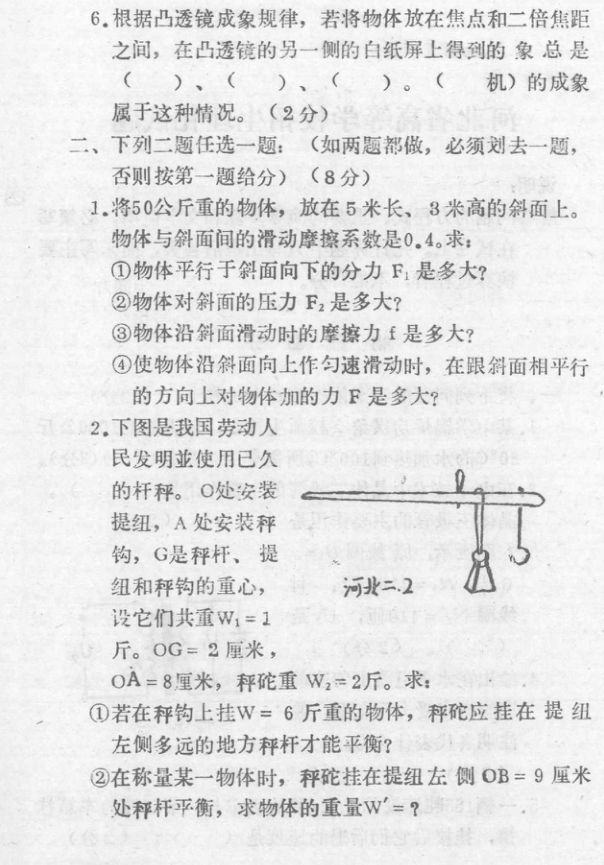 6.根据凸透镜成象规律，若将物体放在焦点和二倍焦距
之间，在凸透镜的另一侧的白纸屏上得到的象总是
（　　）、（　　）、（　　）。（　　机）的成象
属于这种情况。（2分）
二、下列二题任选一题：（如两题都做，必须划去一题，
否则按第一题给分）（8分）
1.将50公斤重的物体，放在5米长、3米高的斜面上。
物体与斜面间的滑动摩擦系数是0.4。求：
①物体平行于斜面向下的分力 F₁ 是多大?
②物体对斜面的压力 F₂ 是多大?
③物体沿斜面滑动时的摩擦力 f 是多大?
④使物体沿斜面向上作匀速滑动时，在跟斜面相平行
的方向上对物体加的力 F 是多大?
2.下图是我国劳动人
民发明并使用已久
的杆秤。O处安装
提纽，A处安装秤
钩，G是秤杆、提
纽和秤钩的重心，
设它们共重W₁=1
斤。OG=2厘米，
OA=8厘米，秤砣重 W₂=2斤。求：
河北二.2
①若在秤钩上挂W=6斤重的物体，秤砣应挂在提纽
左侧多远的地方秤杆才能平衡?
②在称量某一物体时，秤砣挂在提纽左侧OB=9厘米
处秤杆平衡，求物体的重量W′=?